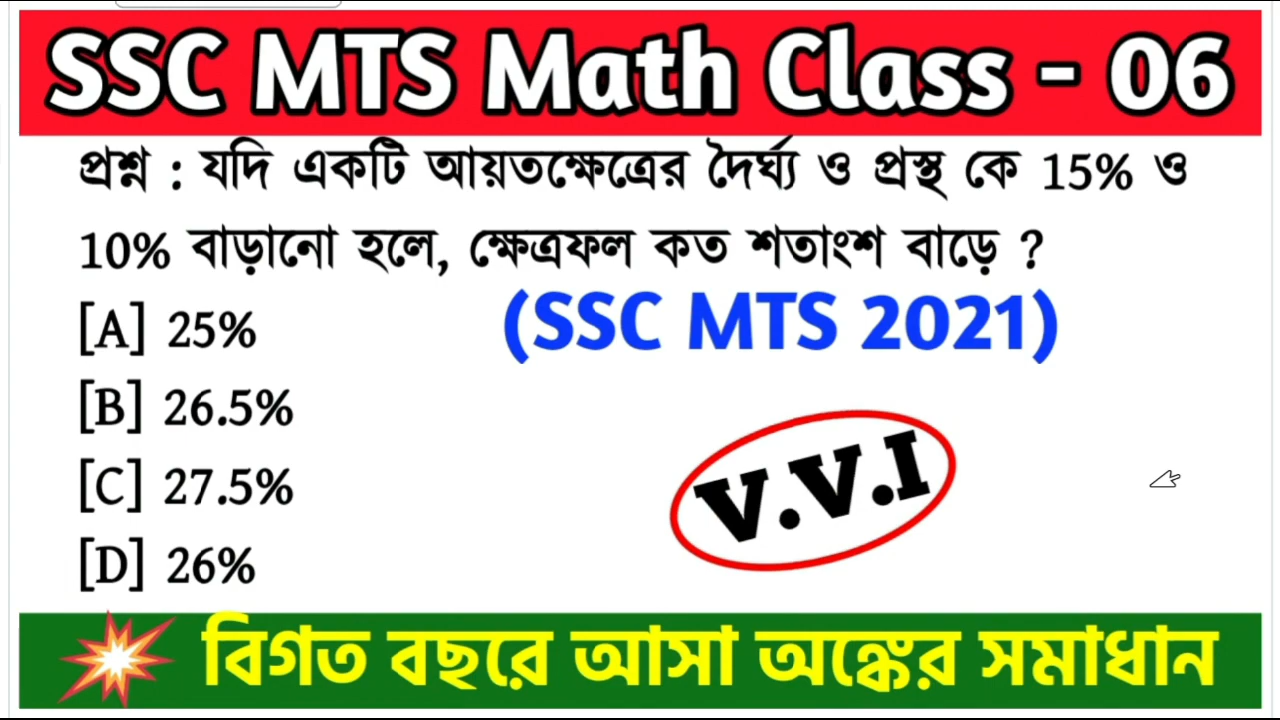 SSC MTS Math Class - 06
প্রশ্ন : যদি একটি আয়তক্ষেত্রের দৈর্ঘ্য ও প্রস্থ কে 15% ও
10% বাড়ানো হলে, ক্ষেত্রফল কত শতাংশ বাড়ে ?
[A] 25%
(SSC MTS 2021)
[B] 26.5%
[C] 27.5%
V.V.I
[D] 26%
বিগত বছরে আসা অঙ্কের সমাধান